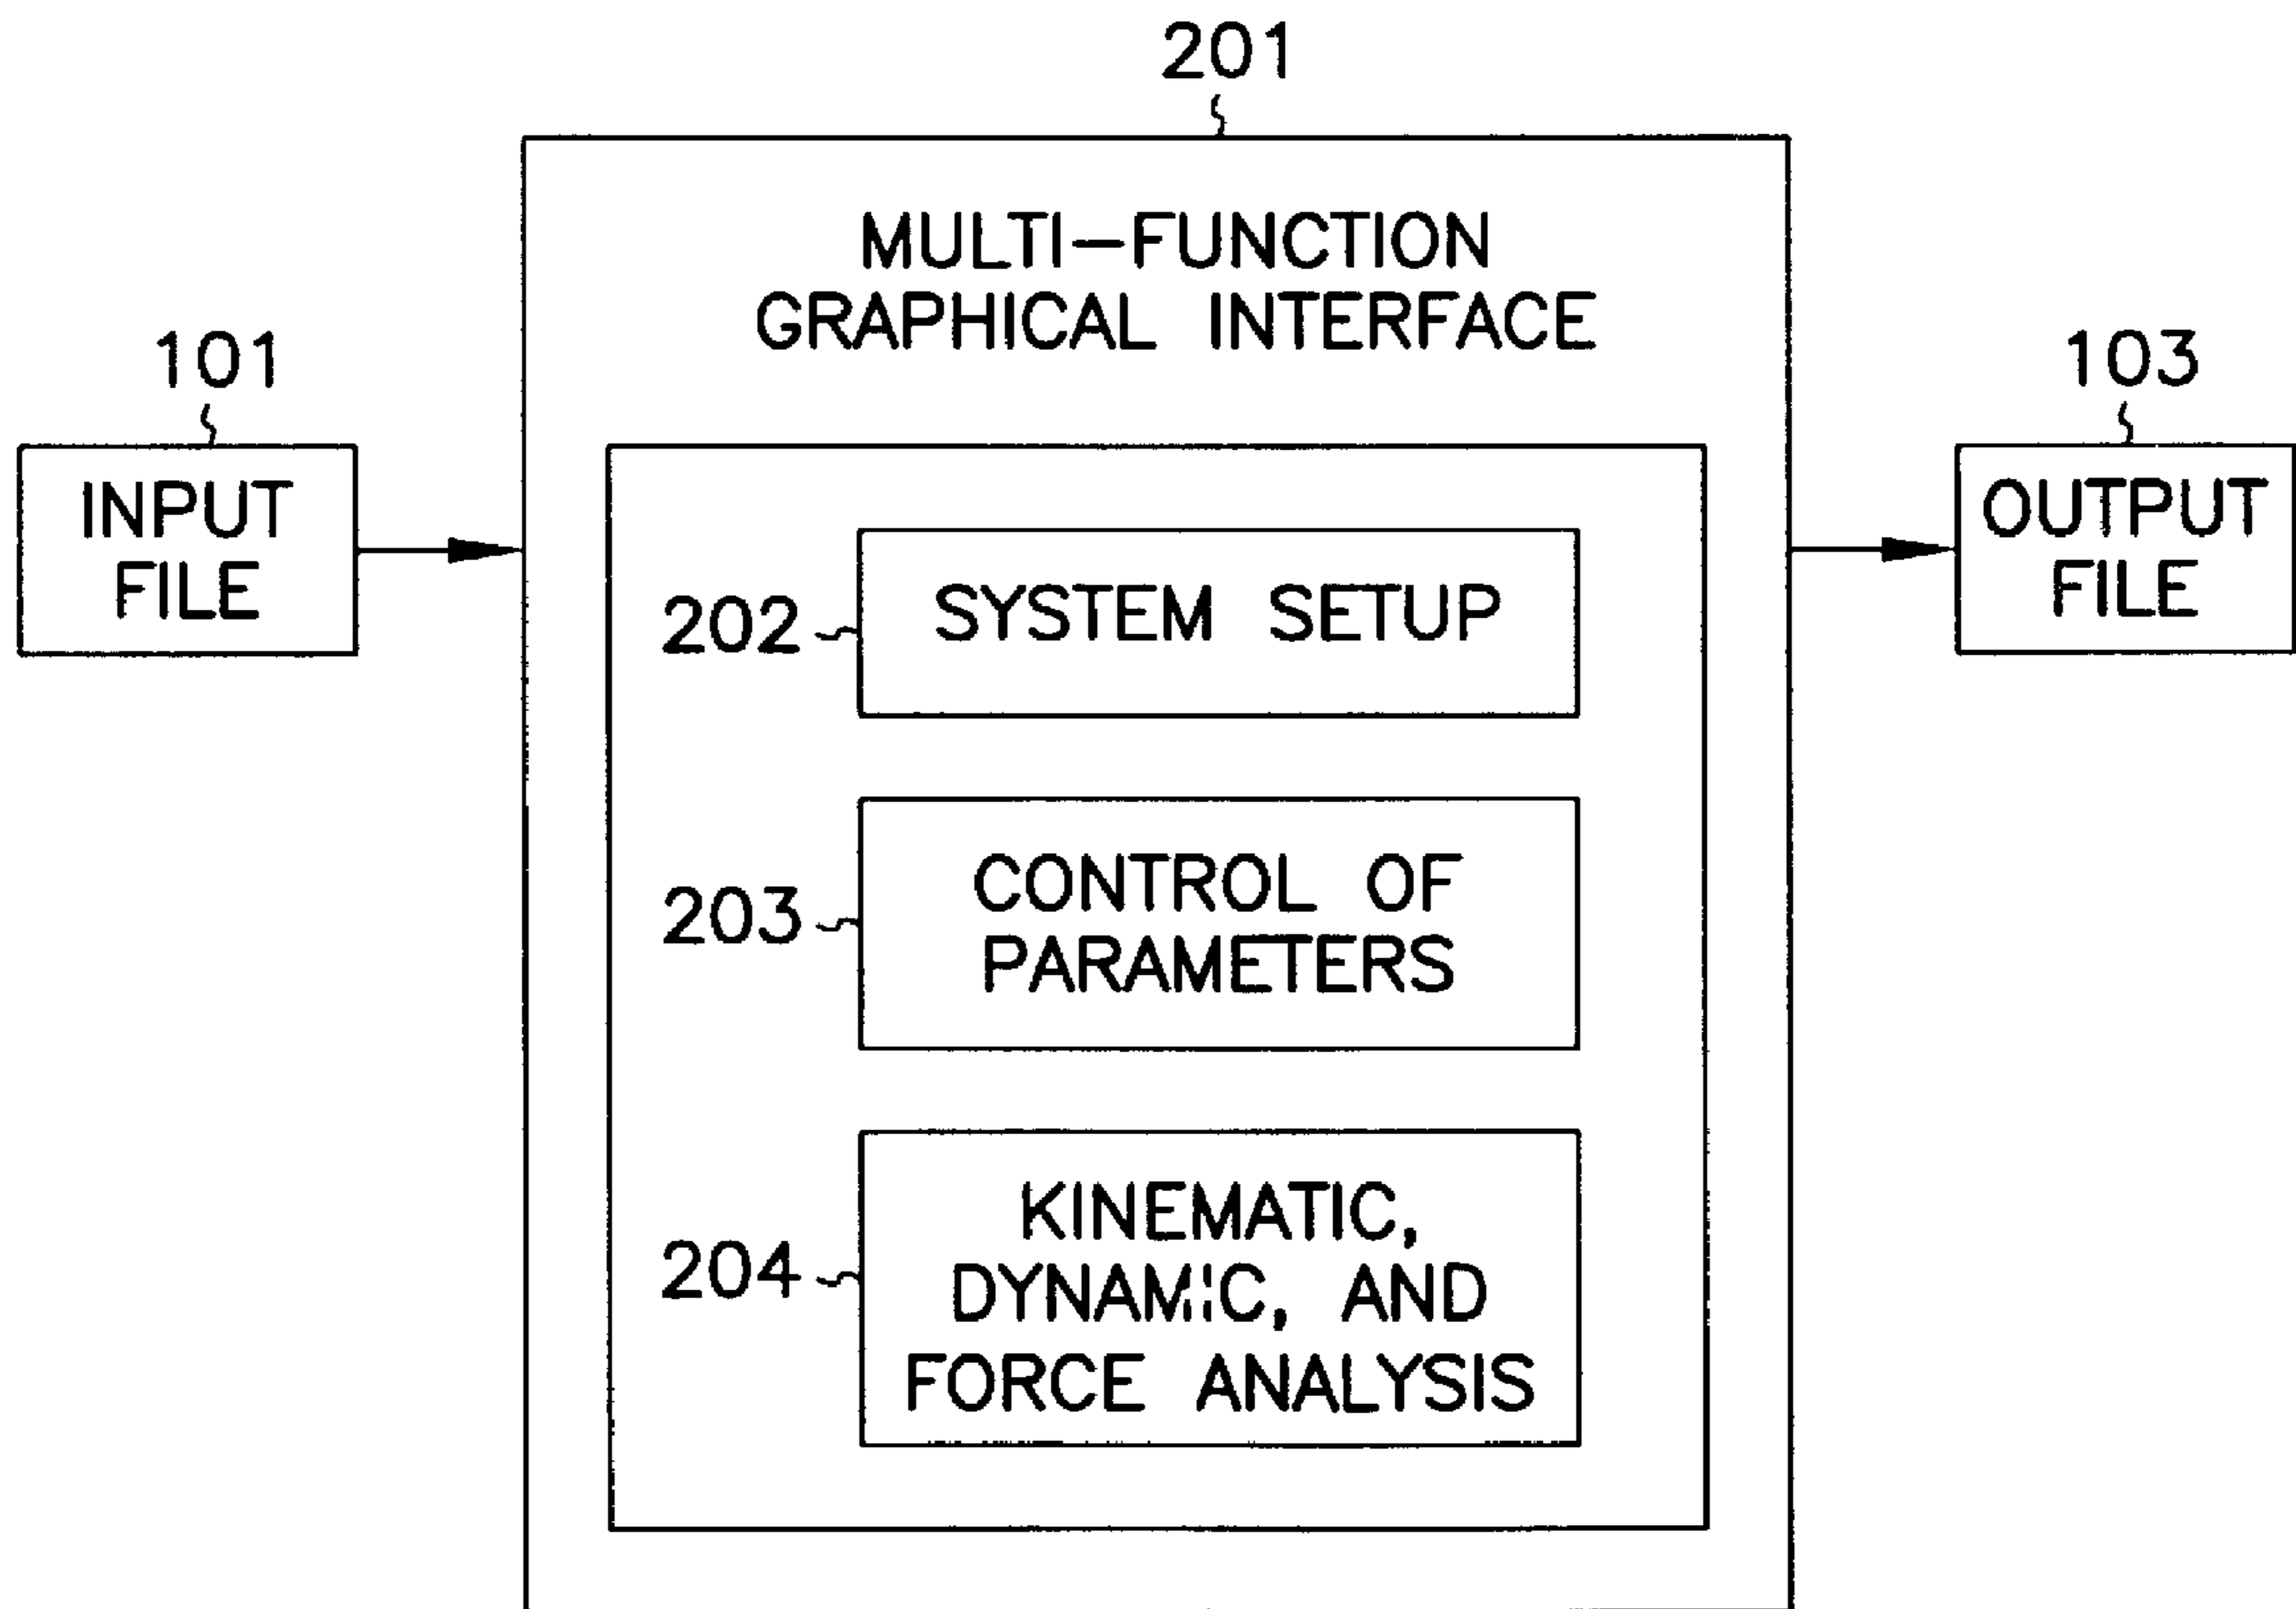 201
MULTI-FUNCTION
GRAPHICAL INTERFACE
101
INPUT
FILE
103
OUTPUT
FILE
202
SYSTEM SETUP
203
CONTROL OF
PARAMETERS
204
KINEMATIC,
DYNAMIC, AND
FORCE ANALYSIS